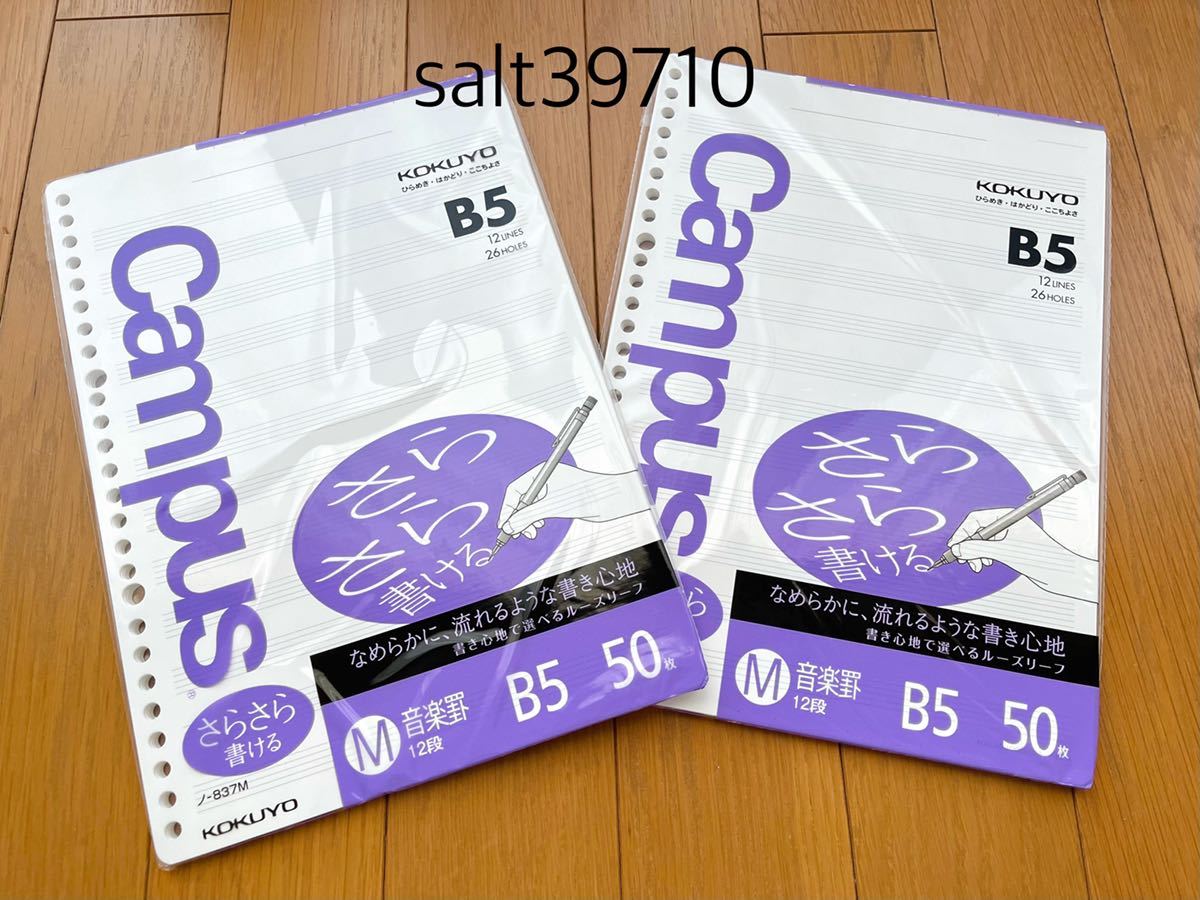 salt39710
KOKUYO
ひらめき・はかどり・ここちよさ
B5
12 LINES
26 HOLES
Campus
さら
さら
書ける
なめらかに、流れるような書き心地
書き心地で選べるルーズリーフ
M 音楽罫
12段
B5 50枚
さらさら
書ける
ノ-837M
KOKUYO
KOKUYO
ひらめき・はかどり・ここちよさ
B5
12 LINES
26 HOLES
Campus
さら
さら
書ける
なめらかに、流れるような書き心地
書き心地で選べるルーズリーフ
ら
M 音楽罫
12段
B5 50枚